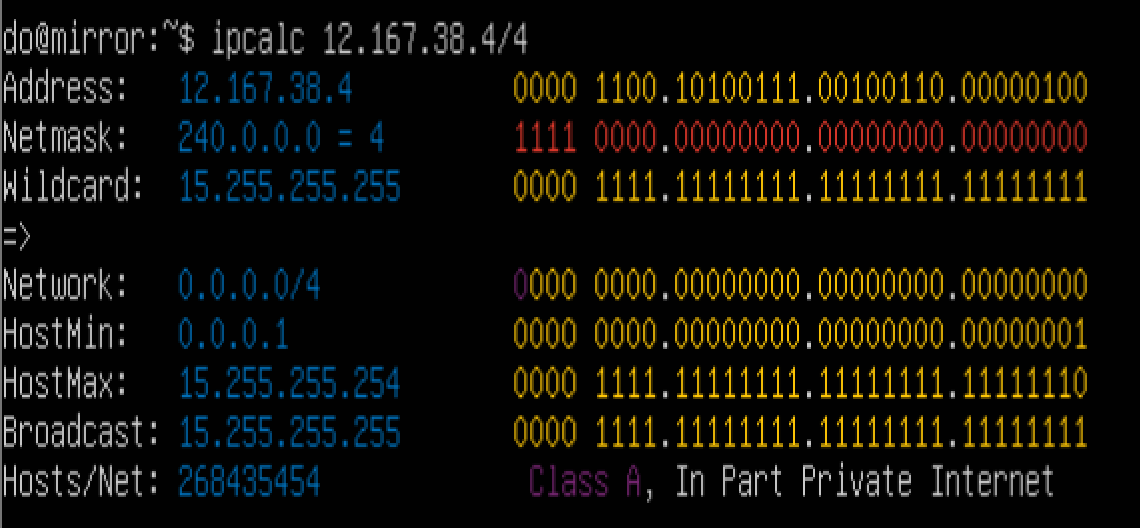 do@mirror:~$ ipcalc 12.167.38.4/4
Address:   12.167.38.4          0000 1100.10100111.00100110.00000100
Netmask:   240.0.0.0 = 4        1111 0000.00000000.00000000.00000000
Wildcard:  15.255.255.255       0000 1111.11111111.11111111.11111111
=>
Network:   0.0.0.0/4            0000 0000.00000000.00000000.00000000
HostMin:   0.0.0.1              0000 0000.00000000.00000000.00000001
HostMax:   15.255.255.254       0000 1111.11111111.11111111.11111110
Broadcast: 15.255.255.255       0000 1111.11111111.11111111.11111111
Hosts/Net: 268435454             Class A, In Part Private Internet